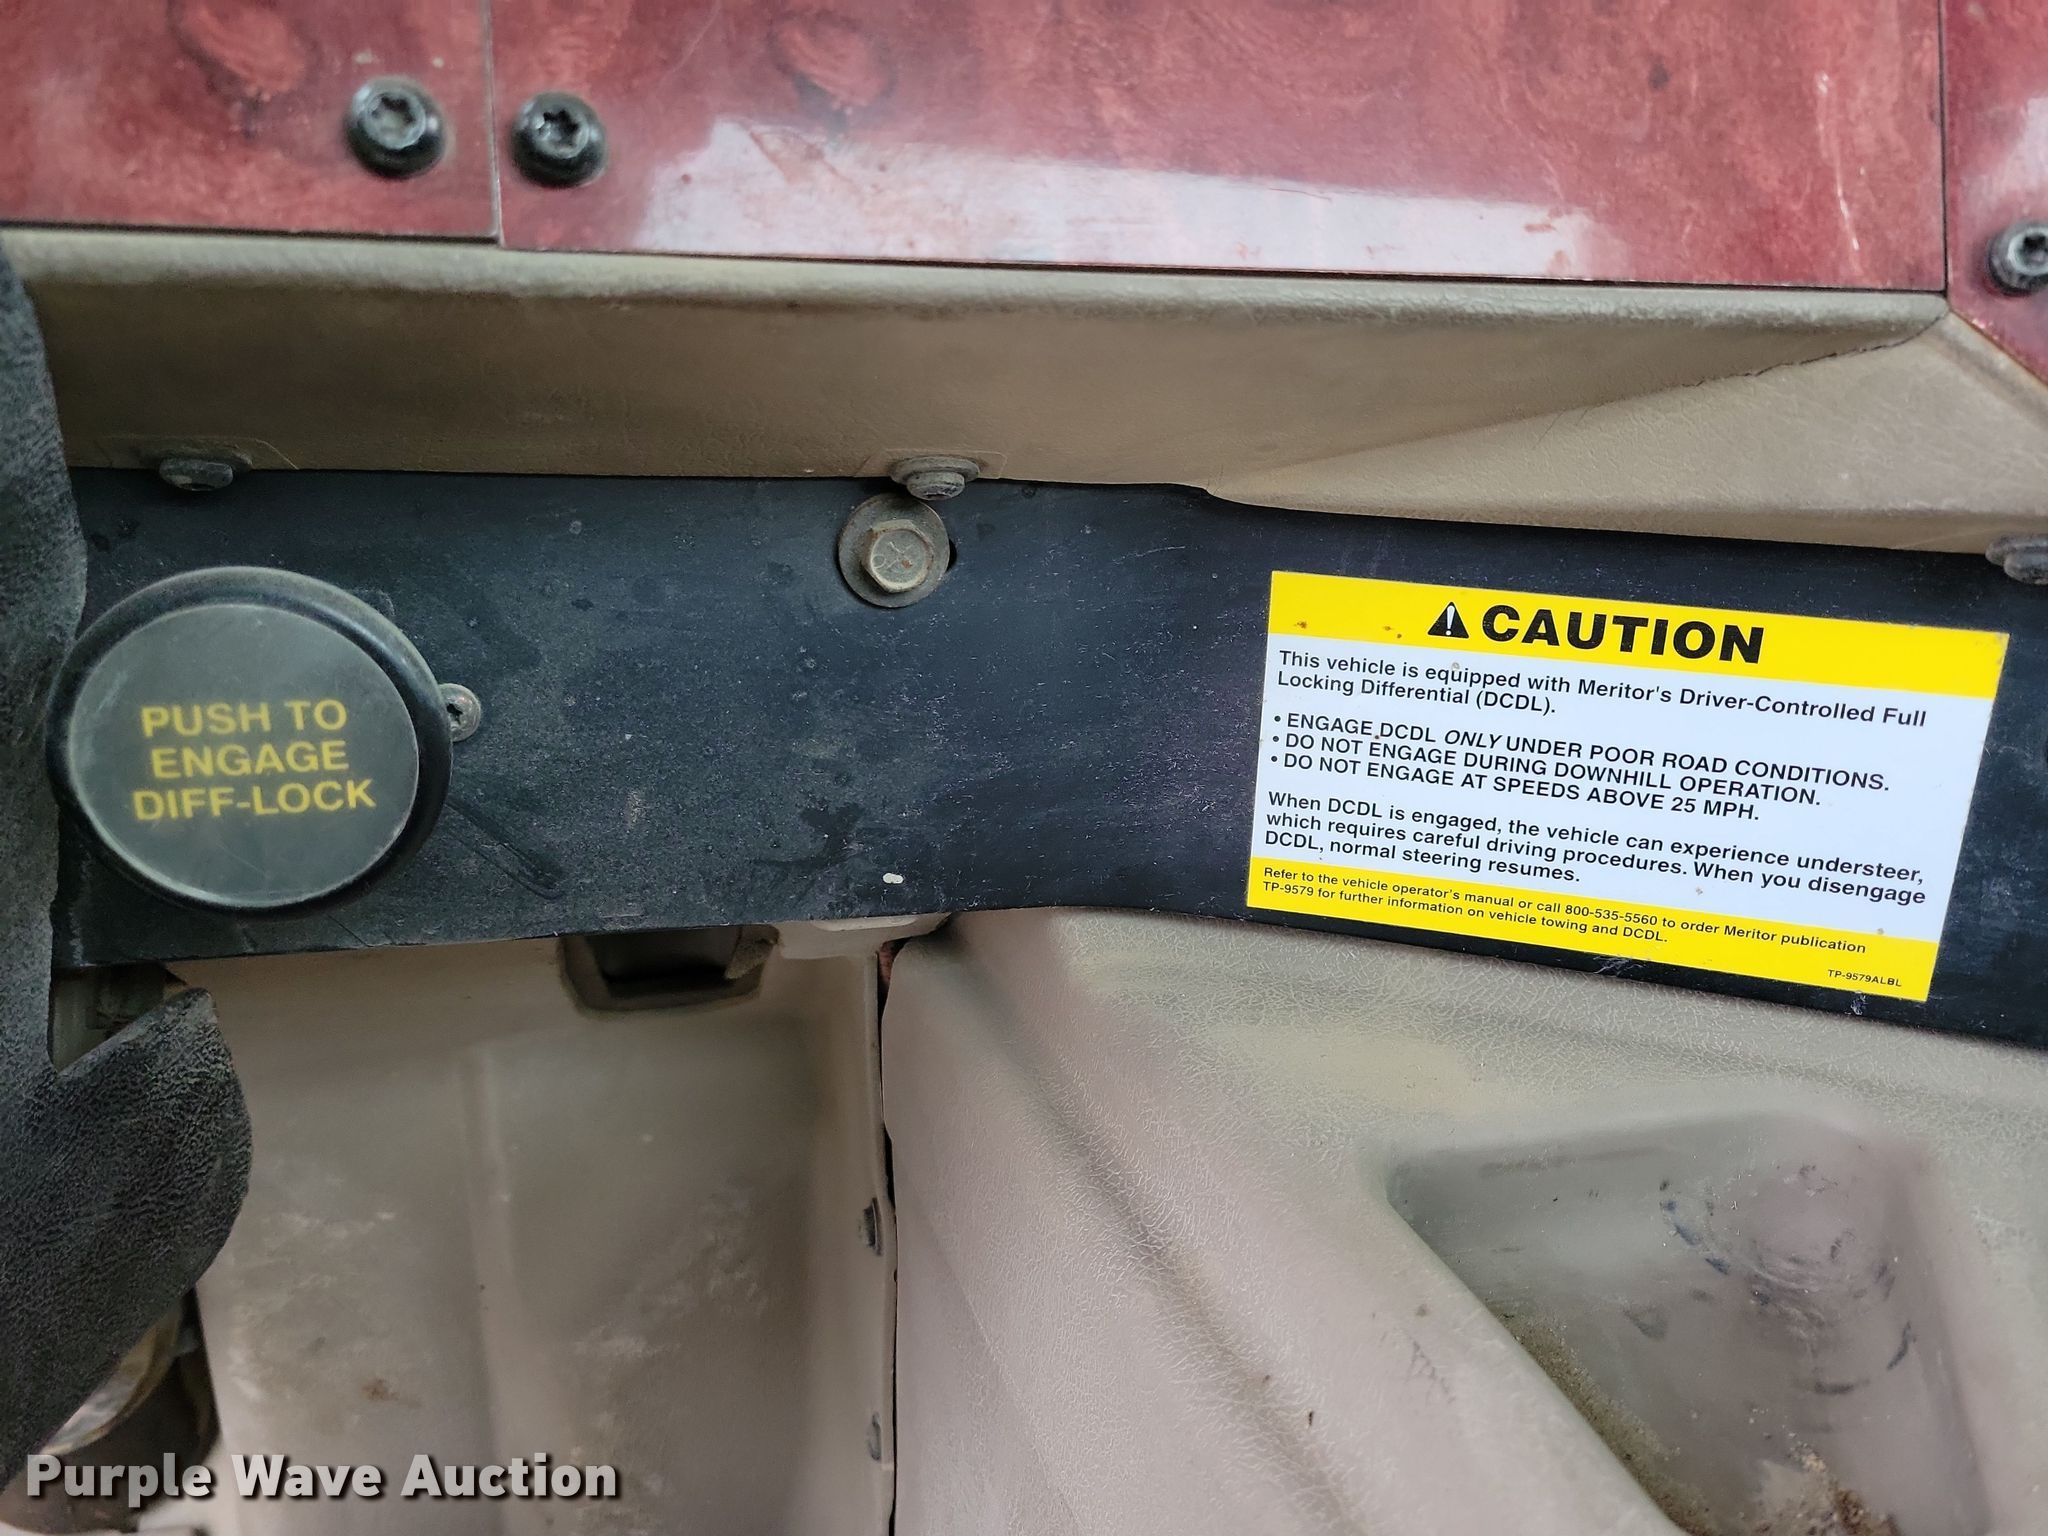 PUSH TO
ENGAGE
DIFF-LOCK
⚠ CAUTION
This vehicle is equipped with Meritor's Driver-Controlled Full
Locking Differential (DCDL).
• ENGAGE DCDL ONLY UNDER POOR ROAD CONDITIONS.
• DO NOT ENGAGE DURING DOWNHILL OPERATION.
• DO NOT ENGAGE AT SPEEDS ABOVE 25 MPH.
When DCDL is engaged, the vehicle can experience understeer,
which requires careful driving procedures. When you disengage
DCDL, normal steering resumes.
Refer to the vehicle operator's manual or call 800-535-5560 to order Meritor publication
TP-9579 for further information on vehicle towing and DCDL.
TP-9579ALBL
Purple Wave Auction